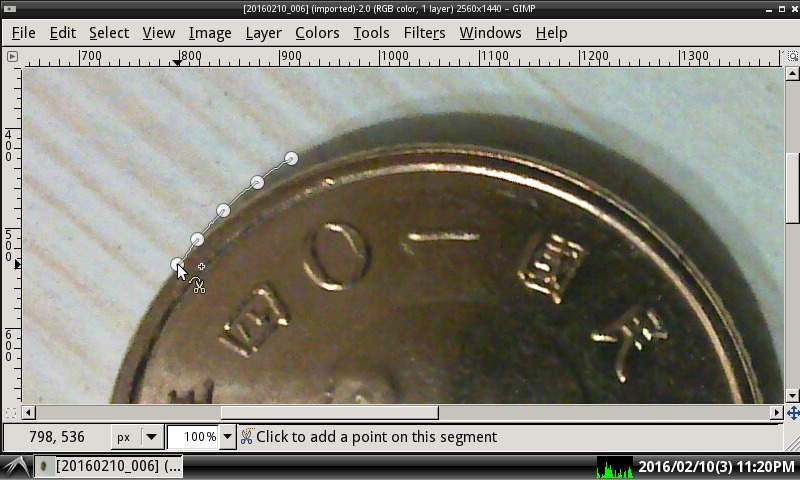 [20160210_006] (imported)-2.0 (RGB color, 1 layer) 2560x1440 – GIMP
File Edit Select View Image Layer Colors Tools Filters Windows Help
700 800 900 1000 1100 1200 1300
400
500
600
民國一〇四
798, 536 px 100% Click to add a point on this segment
[20160210_006] (... 2016/02/10(3) 11:20PM